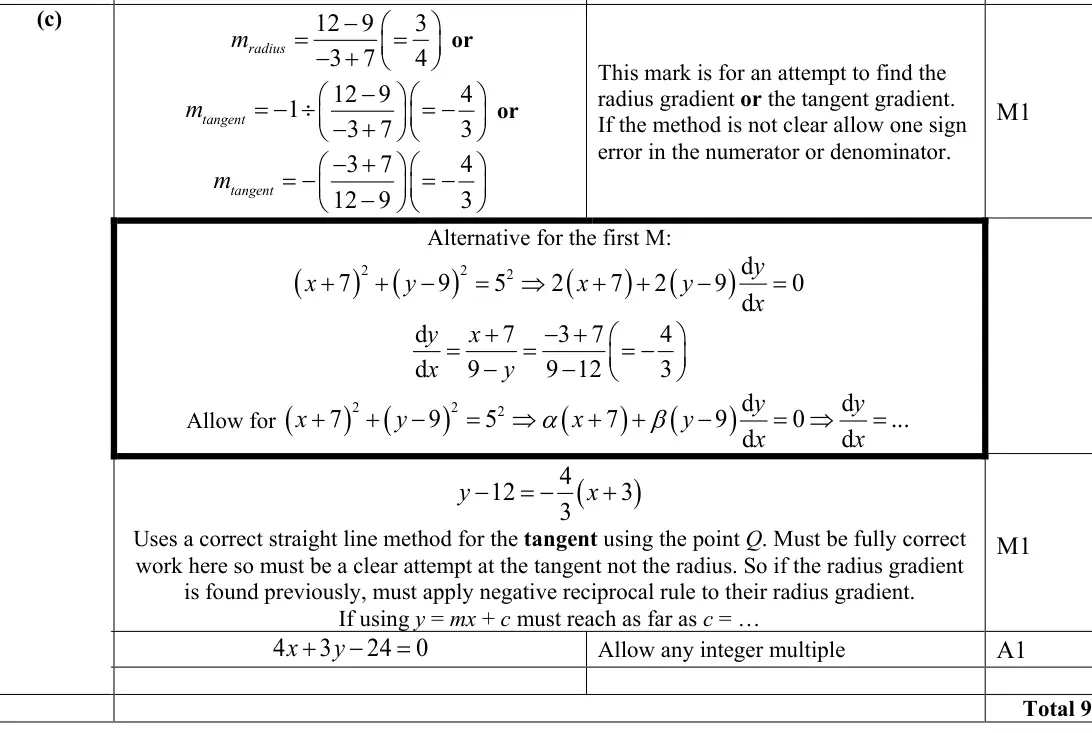 (c)
m_radius = (12 − 9)/(−3 + 7) (= 3/4) or
m_tangent = −1 ÷ ((12 − 9)/(−3 + 7)) (= −4/3) or
m_tangent = −((−3 + 7)/(12 − 9)) (= −4/3)
This mark is for an attempt to find the
radius gradient or the tangent gradient.
If the method is not clear allow one sign
error in the numerator or denominator.
M1
Alternative for the first M:
(x + 7)² + (y − 9)² = 5² ⇒ 2(x + 7) + 2(y − 9) dy/dx = 0
dy/dx = (x + 7)/(9 − y) = (−3 + 7)/(9 − 12) (= −4/3)
Allow for (x + 7)² + (y − 9)² = 5² ⇒ α(x + 7) + β(y − 9) dy/dx = 0 ⇒ dy/dx = ...
y − 12 = −4/3 (x + 3)
Uses a correct straight line method for the tangent using the point Q. Must be fully correct
work here so must be a clear attempt at the tangent not the radius. So if the radius gradient
is found previously, must apply negative reciprocal rule to their radius gradient.
If using y = mx + c must reach as far as c = …
M1
4x + 3y − 24 = 0
Allow any integer multiple
A1
Total 9